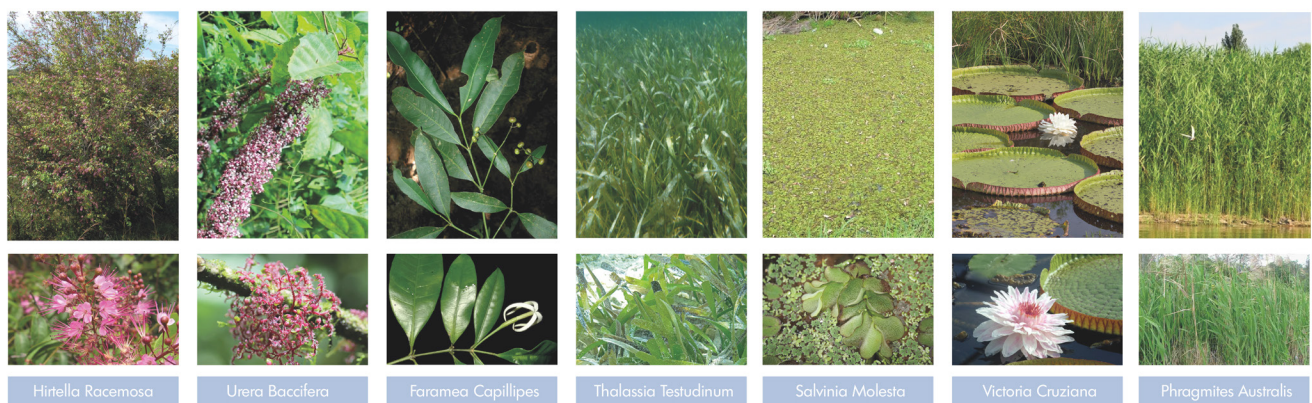 Hirtella Racemosa
Urera Baccifera
Faramea Capillipes
Thalassia Testudinum
Salvinia Molesta
Victoria Cruziana
Phragmites Australis